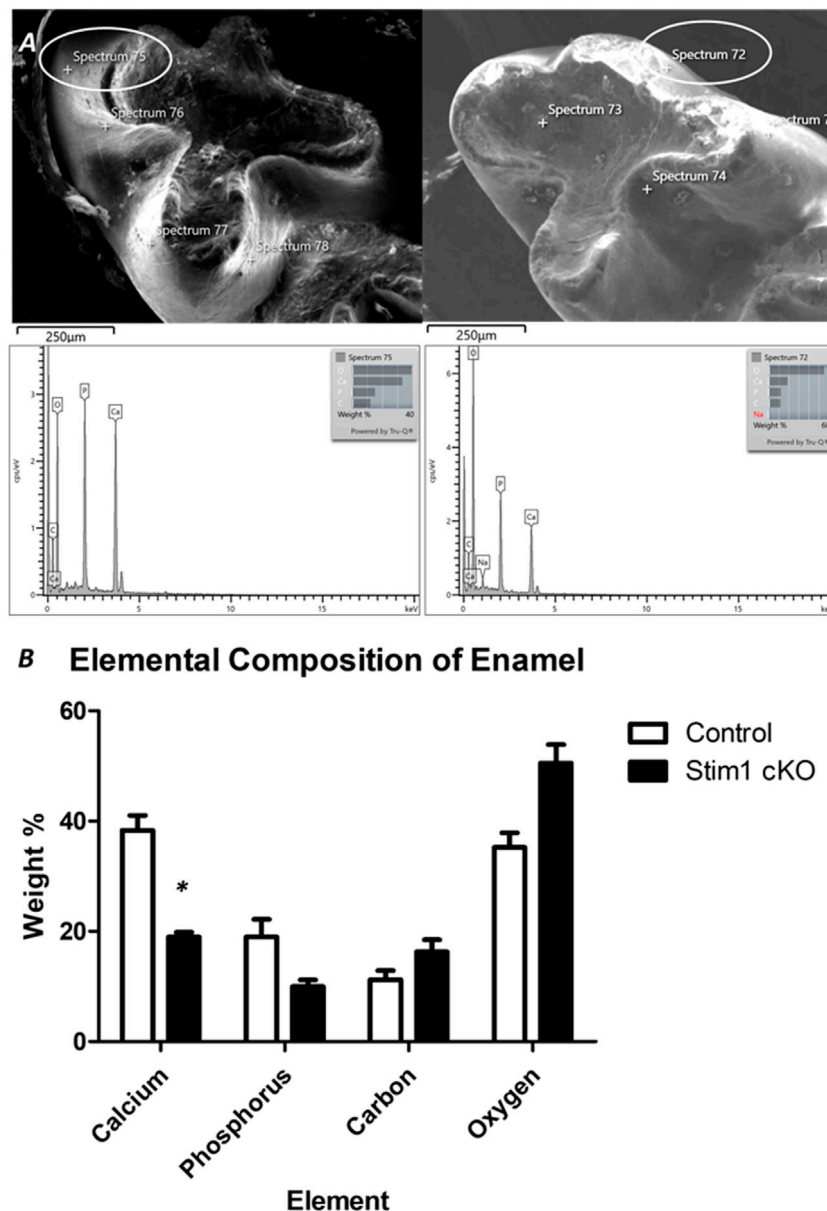 A
Spectrum 75
Spectrum 76
Spectrum 77
Spectrum 78
250μm
Spectrum 72
Spectrum 73
Spectrum 74
250μm
Spectrum 75
O
Ca
P
C
Weight % 40
Powered by Tru-Q®
cps/eV
3
2
1
0
O
P
Ca
C
Ca
0 5 10 15 keV
Spectrum 72
O
Ca
P
C
Na
Weight %
Powered by Tru-Q®
cps/eV
6
4
2
0
O
P
Ca
C
Ca
Na
0 5 10 15 keV
B Elemental Composition of Enamel
Weight %
60
40
20
0
*
Control
Stim1 cKO
Calcium
Phosphorus
Carbon
Oxygen
Element